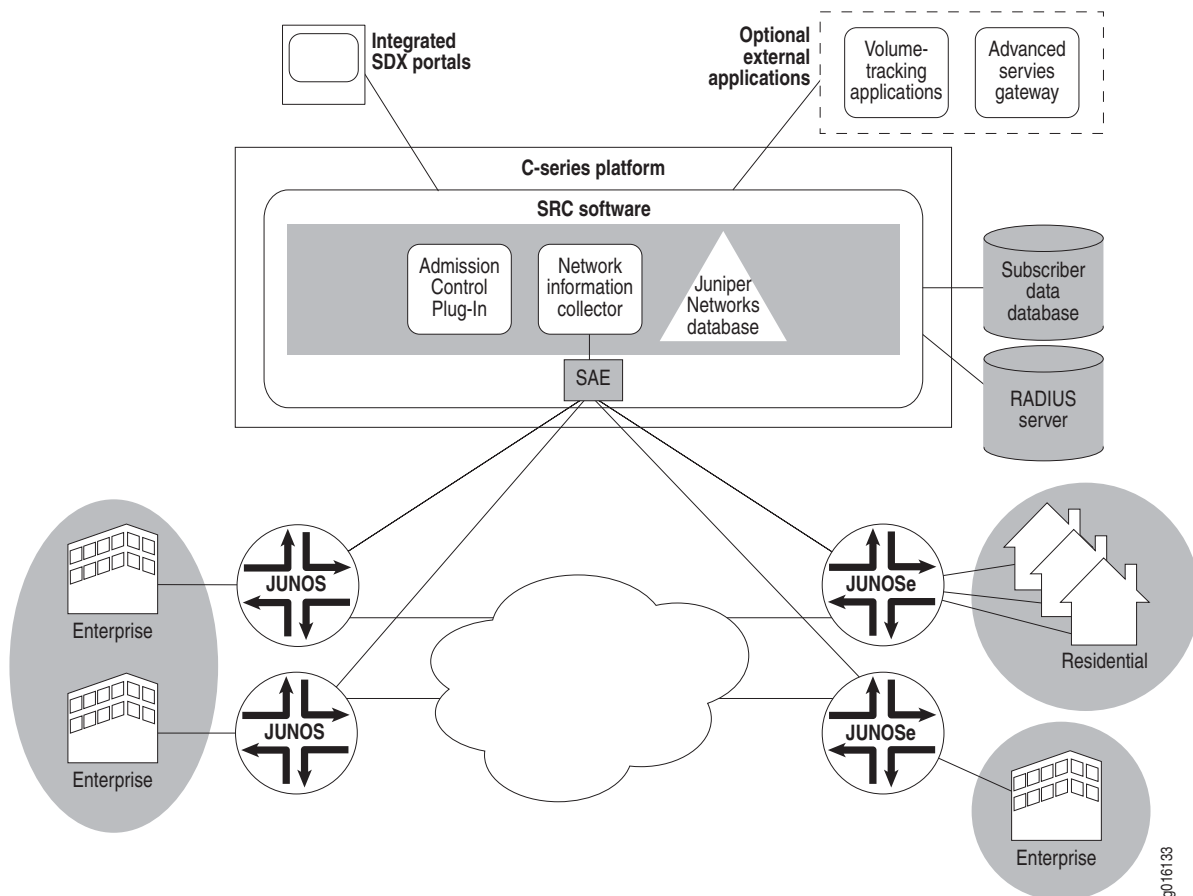 Integrated
SDX portals
Optional
external
applications
Volume-
tracking
applications
Advanced
servies
gateway
C-series platform
SRC software
Admission
Control
Plug-In
Network
information
collector
Juniper
Networks
database
Subscriber
data
database
SAE
RADIUS
server
JUNOS
JUNOSe
Enterprise
Residential
JUNOS
JUNOSe
Enterprise
Enterprise
g016133